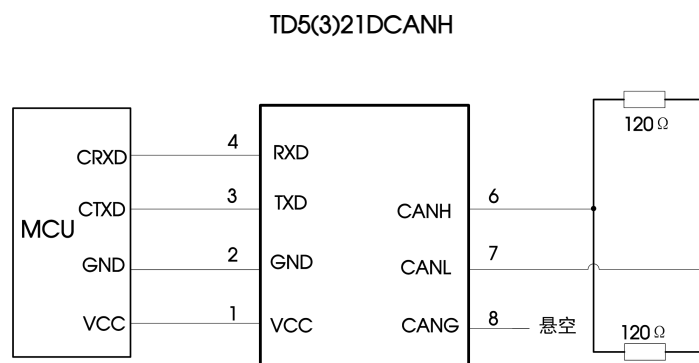 TD5(3)21DCANH
120Ω
CRXD 4 RXD
CTXD 3 TXD CANH 6
MCU
GND 2 GND CANL 7
VCC 1 VCC CANG 8 悬空
120Ω